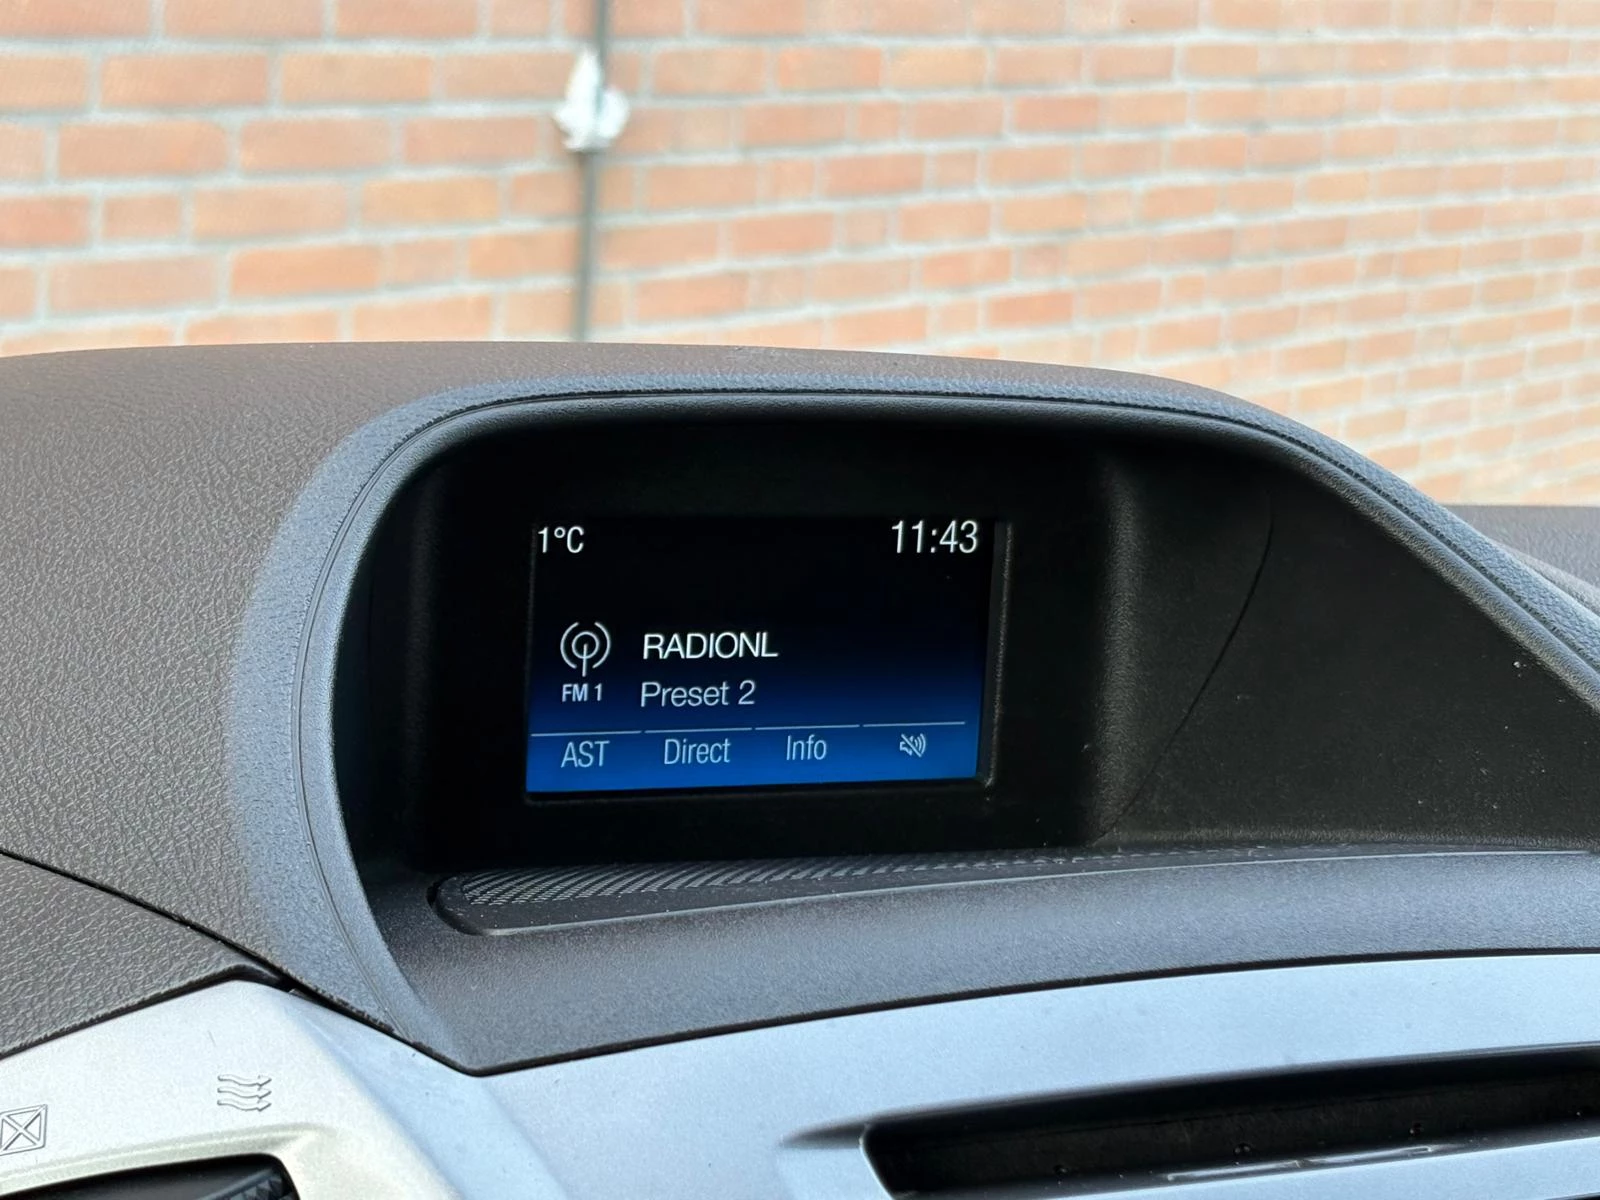 1°C 11:43
RADIONL
FM 1 Preset 2
AST Direct Info